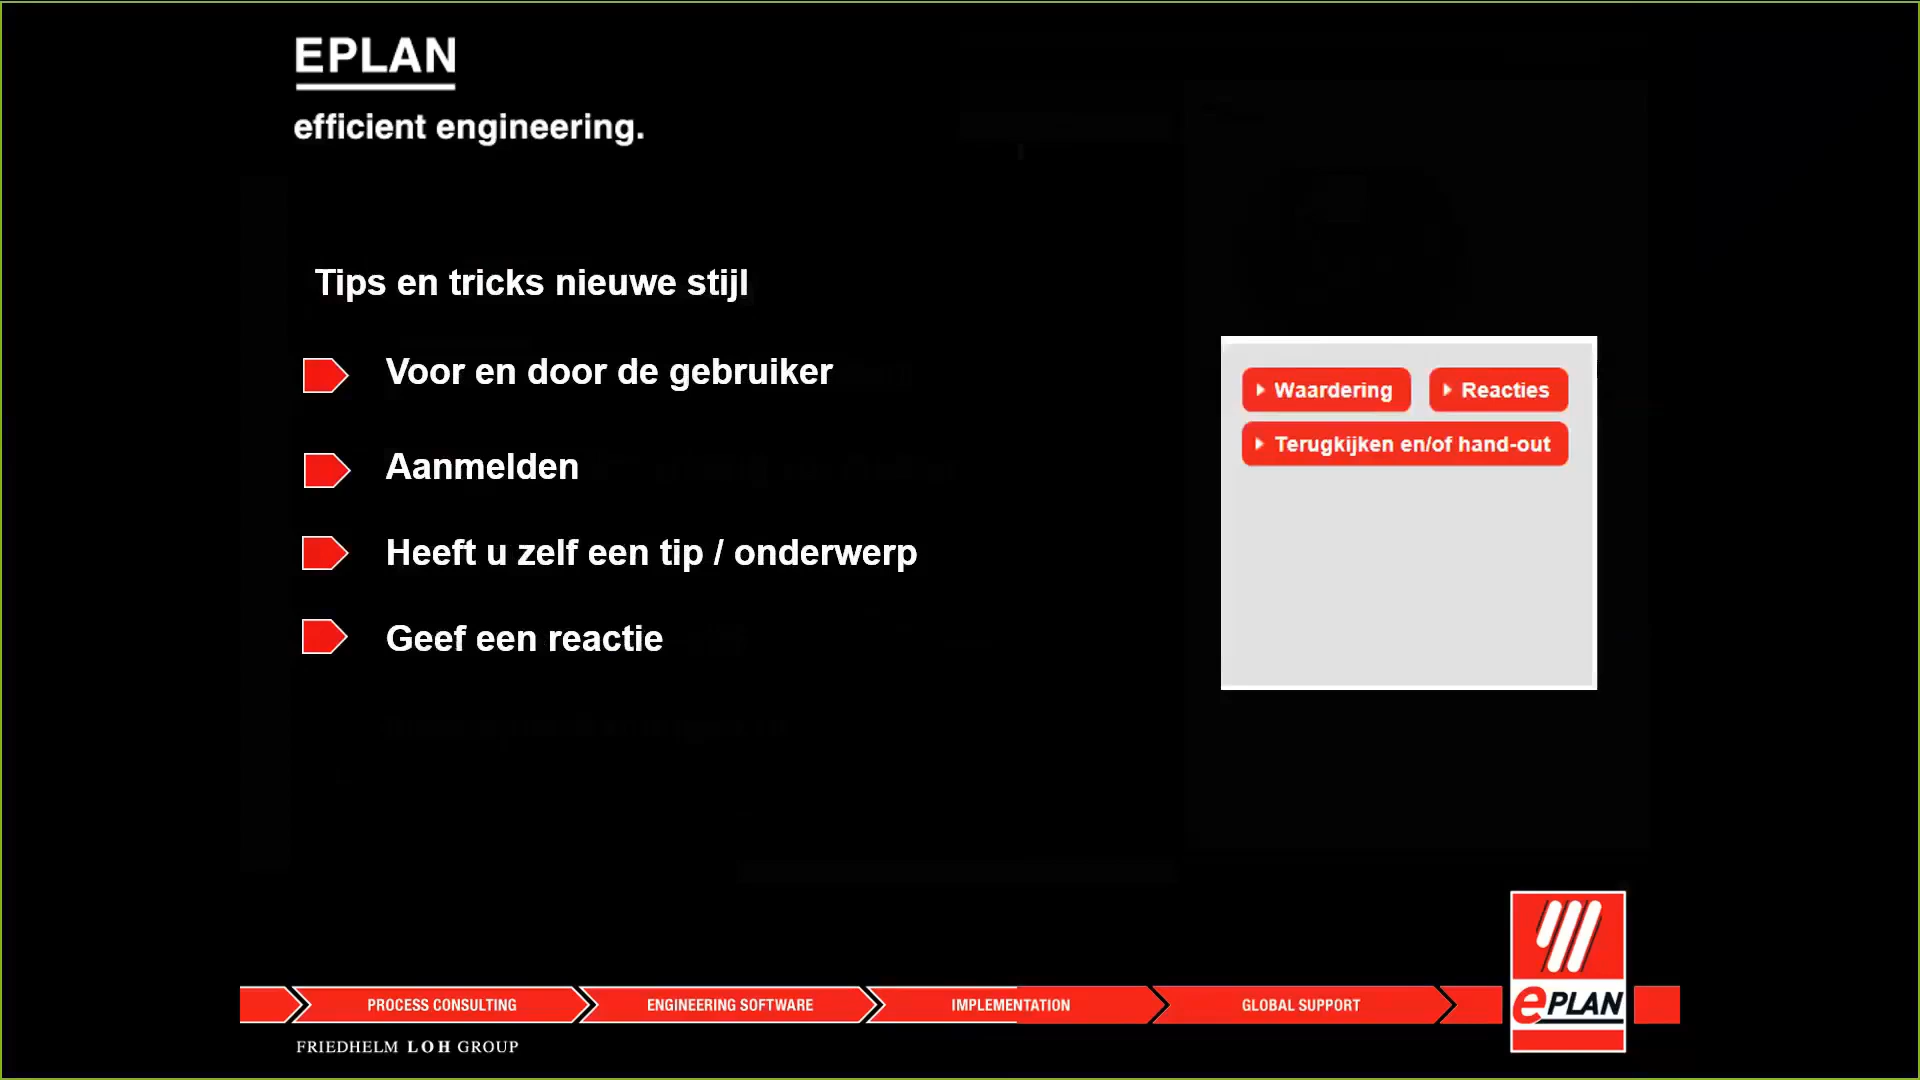 EPLAN
efficient engineering.
Tips en tricks nieuwe stijl
Voor en door de gebruiker
Aanmelden
Heeft u zelf een tip / onderwerp
Geef een reactie
Waardering
Reacties
Terugkijken en/of hand-out
PROCESS CONSULTING
ENGINEERING SOFTWARE
IMPLEMENTATION
GLOBAL SUPPORT
ePLAN
FRIEDHELM LOH GROUP